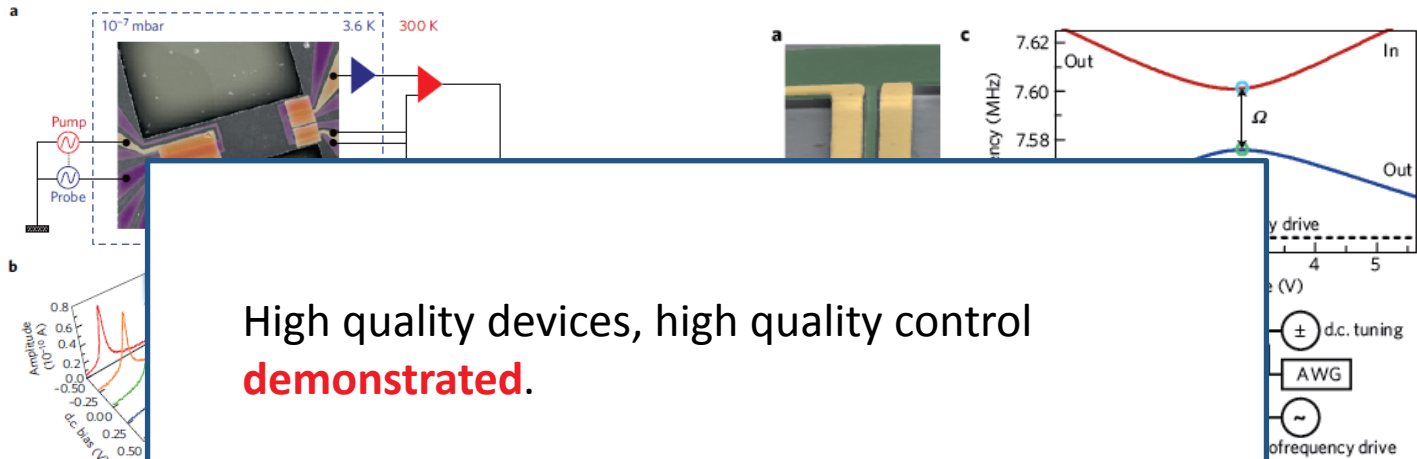 a
10⁻⁷ mbar
3.6 K
300 K
Pump
Probe
b
0.8
0.6
0.4
0.2
0.0
Amplitude
(10⁻¹⁰ A)
-0.50
-0.25
0.00
0.25
0.50
d.c. bias (V)
a
c
7.62
7.60
7.58
(MHz)
Out
In
Ω
Out
drive
4
5
(V)
± d.c. tuning
AWG
~
drive
High quality devices, high quality control
demonstrated.